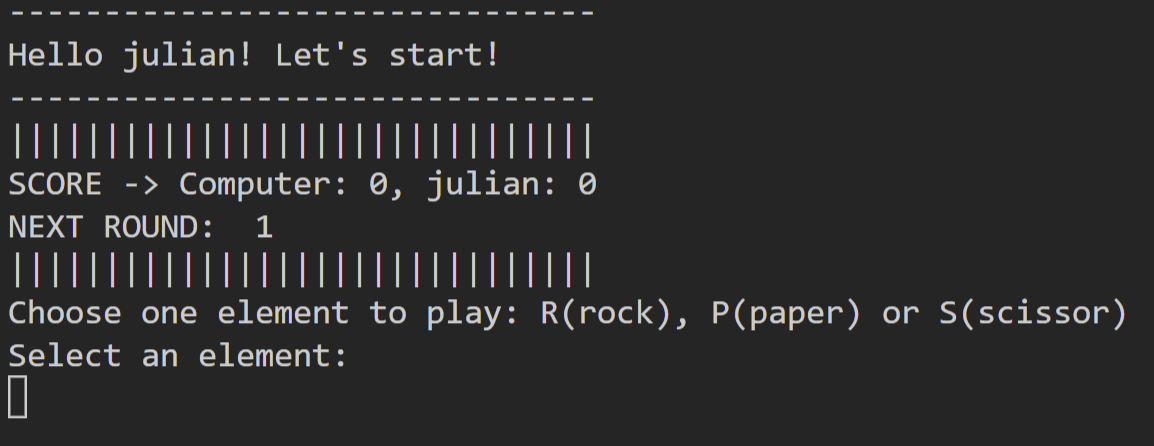 -------------------------------
Hello julian! Let's start!
-------------------------------
|||||||||||||||||||||||||||||||
SCORE -> Computer: 0, julian: 0
NEXT ROUND:  1
|||||||||||||||||||||||||||||||
Choose one element to play: R(rock), P(paper) or S(scissor)
Select an element: